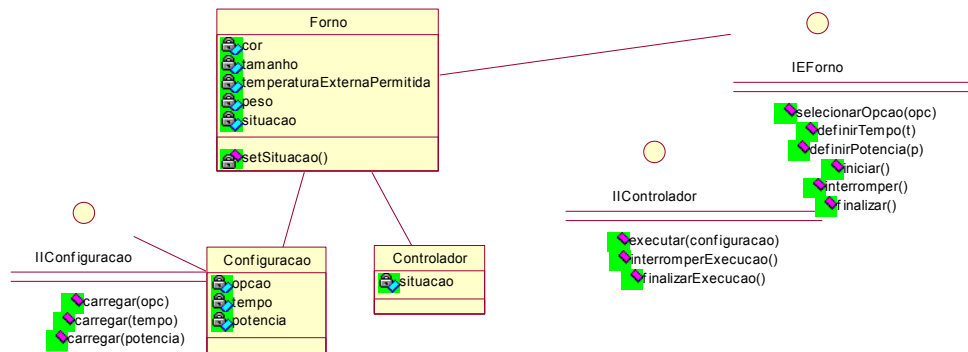 Forno
cor
tamanho
temperaturaExternaPermitida
peso
situacao
setSituacao()
IEForno
selecionarOpcao(opc)
definirTempo(t)
definirPotencia(p)
iniciar()
interromper()
finalizar()
IIControlador
executar(configuracao)
interromperExecucao()
finalizarExecucao()
IIConfiguracao
carregar(opc)
carregar(tempo)
carregar(potencia)
Configuracao
opcao
tempo
potencia
Controlador
situacao